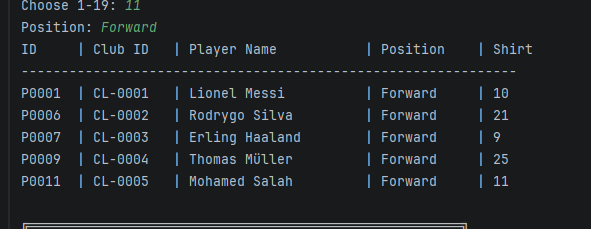 Choose 1-19: 11
Position: Forward
ID     | Club ID   | Player Name           | Position    | Shirt
---------------------------------------------------------------
P0001  | CL-0001   | Lionel Messi          | Forward     | 10
P0006  | CL-0002   | Rodrygo Silva         | Forward     | 21
P0007  | CL-0003   | Erling Haaland        | Forward     | 9
P0009  | CL-0004   | Thomas Müller         | Forward     | 25
P0011  | CL-0005   | Mohamed Salah         | Forward     | 11